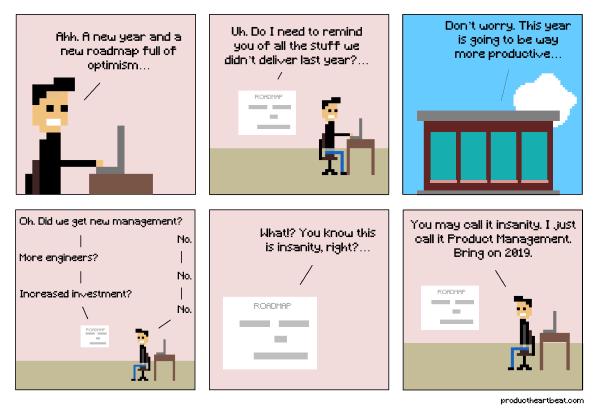 Ahh. A new year and a
new roadmap full of
optimism...
Uh. Do I need to remind
you of all the stuff we
didn't deliver last year?...
ROADMAP
Don't worry. This year
is going to be way
more productive...
Oh. Did we get new management?
No.
More engineers?
No.
Increased investment?
No.
ROADMAP
What!? You know this
is insanity, right?...
ROADMAP
You may call it insanity. I just
call it Product Management.
Bring on 2019.
ROADMAP
productheartbeat.com